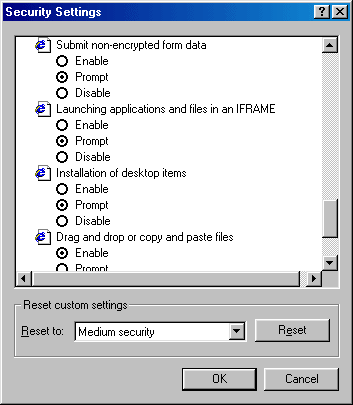 Security Settings
Submit non-encrypted form data
Enable
Prompt
Disable
Launching applications and files in an IFRAME
Enable
Prompt
Disable
Installation of desktop items
Enable
Prompt
Disable
Drag and drop or copy and paste files
Enable
Prompt
Reset custom settings
Reset to: Medium security Reset
OK Cancel